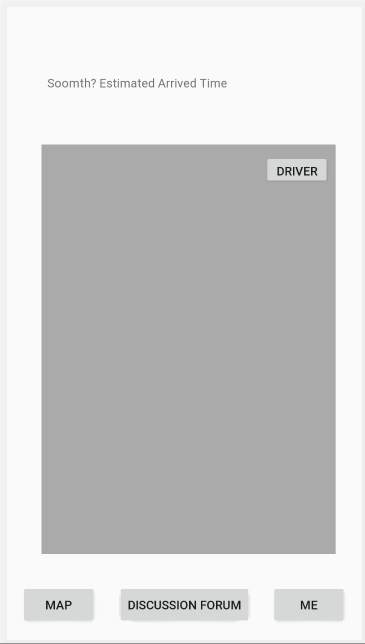 Soomth? Estimated Arrived Time
DRIVER
MAP
DISCUSSION FORUM
ME